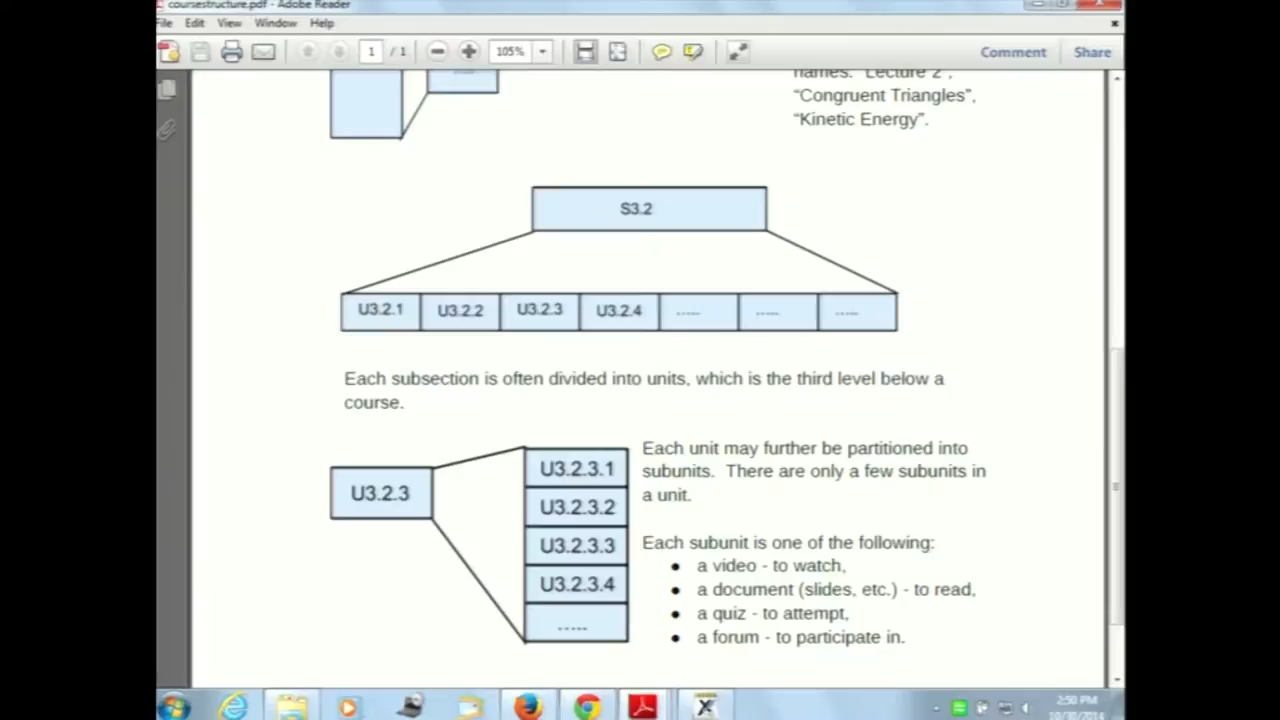 coursestructure.pdf - Adobe Reader
File Edit View Window Help
1 / 1 105% Comment Share
names. "Lecture 2",
“Congruent Triangles”,
“Kinetic Energy”.
S3.2
U3.2.1 U3.2.2 U3.2.3 U3.2.4 ..... ..... .....
Each subsection is often divided into units, which is the third level below a
course.
U3.2.3
U3.2.3.1
U3.2.3.2
U3.2.3.3
U3.2.3.4
.....
Each unit may further be partitioned into
subunits. There are only a few subunits in
a unit.
Each subunit is one of the following:
● a video - to watch,
● a document (slides, etc.) - to read,
● a quiz - to attempt,
● a forum - to participate in.
2:50 PM